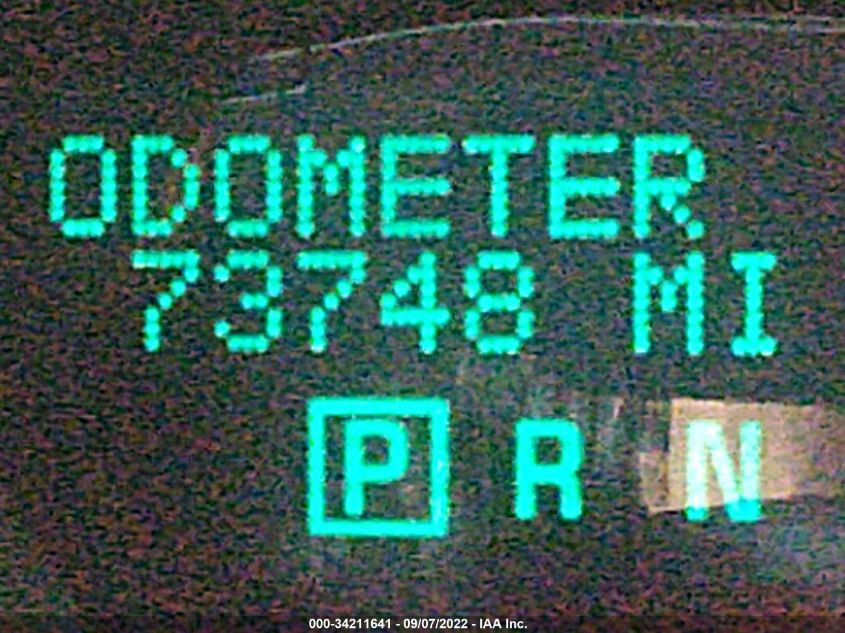 ODOMETER
73748 MI
P R N
000-34211641 - 09/07/2022 - IAA Inc.